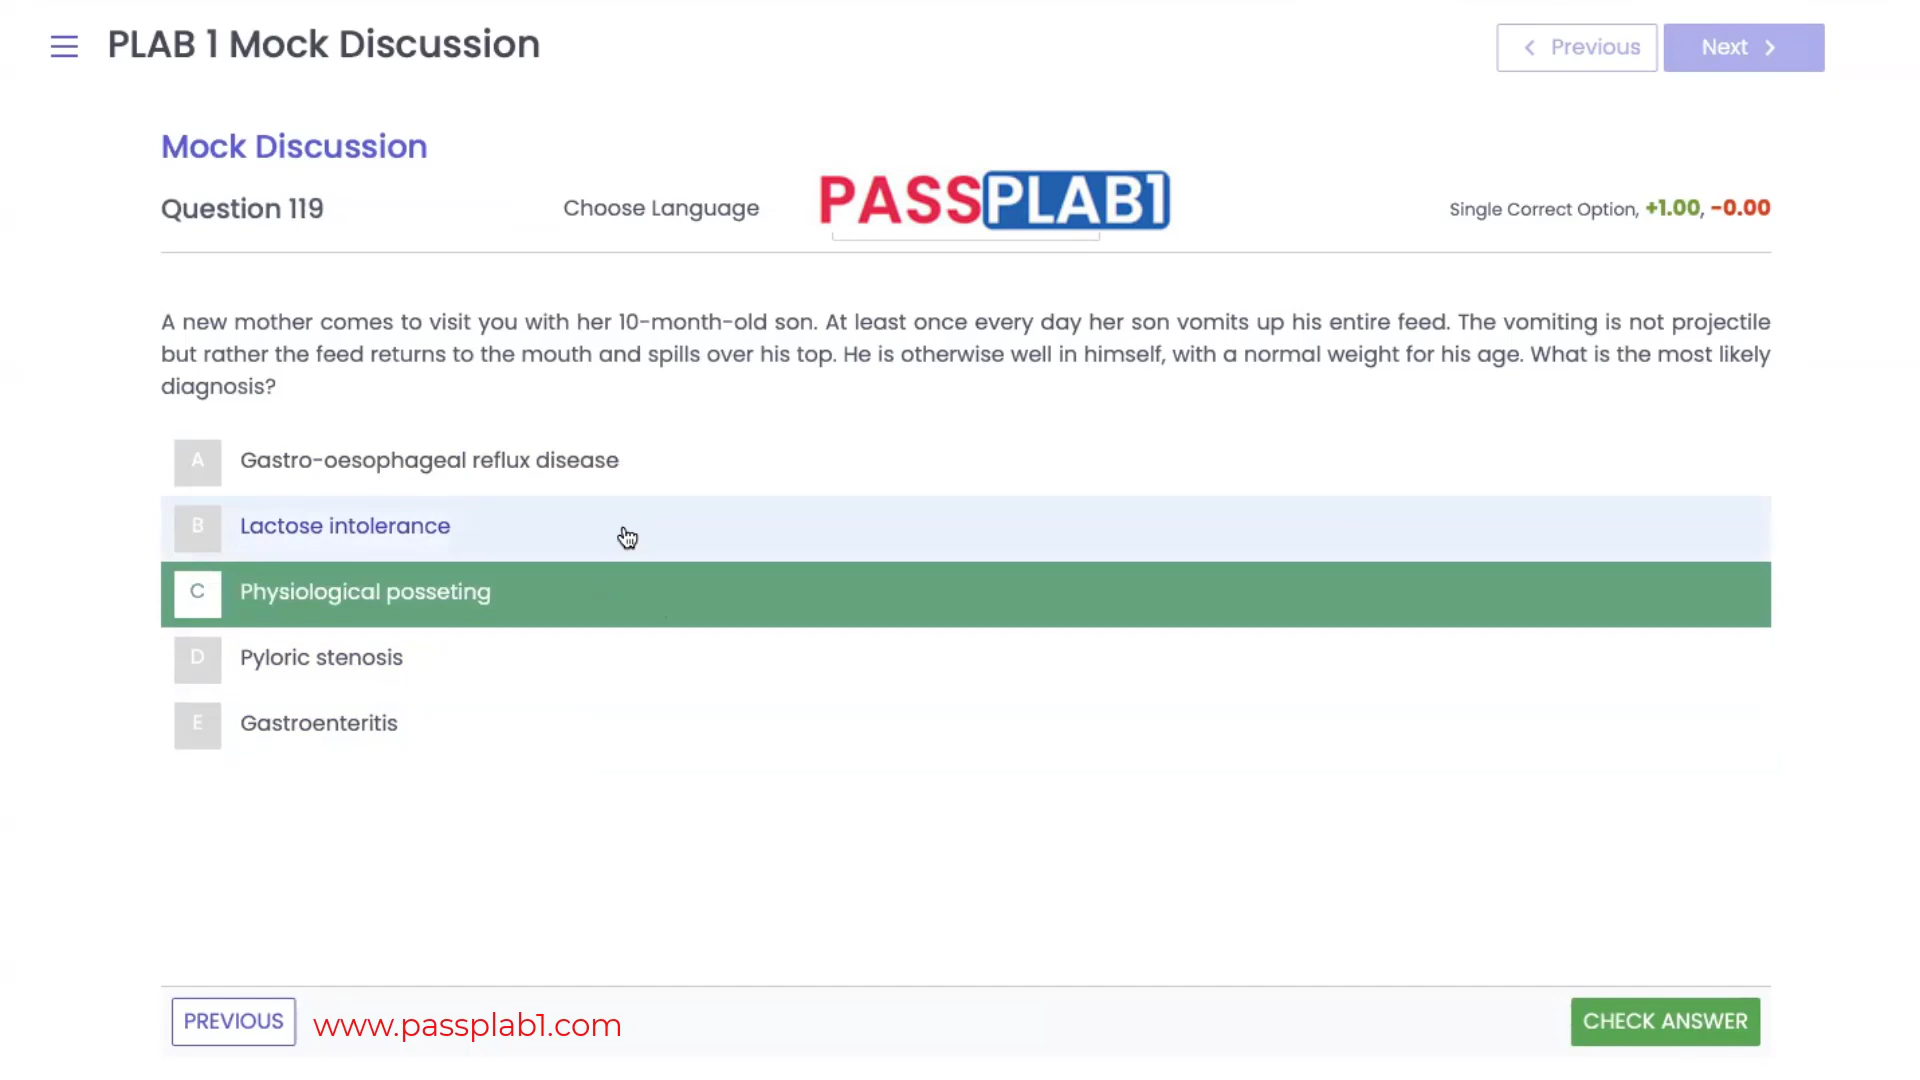 PLAB 1 Mock Discussion
Previous
Next
Mock Discussion
Question 119
Choose Language
PASSPLAB1
Single Correct Option, +1.00, -0.00
A new mother comes to visit you with her 10-month-old son. At least once every day her son vomits up his entire feed. The vomiting is not projectile
but rather the feed returns to the mouth and spills over his top. He is otherwise well in himself, with a normal weight for his age. What is the most likely
diagnosis?
A Gastro-oesophageal reflux disease
B Lactose intolerance
C Physiological posseting
D Pyloric stenosis
E Gastroenteritis
PREVIOUS
www.passplab1.com
CHECK ANSWER